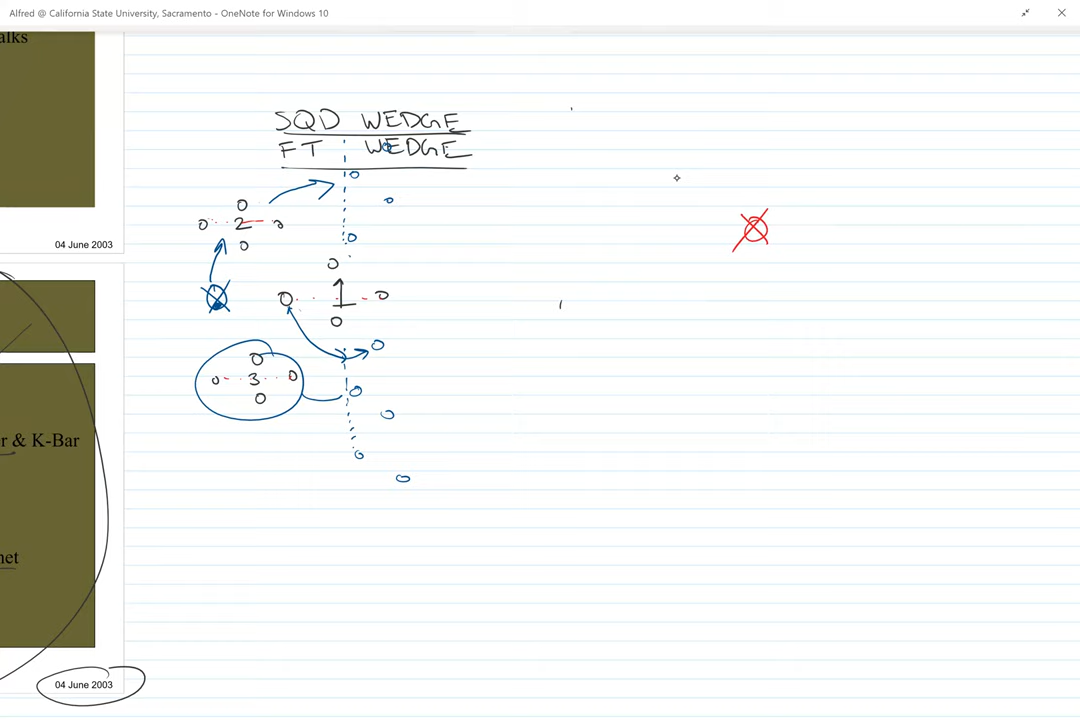 Alfred @ California State University, Sacramento - OneNote for Windows 10
alks
SQD WEDGE
FT WEDGE
2
04 June 2003
1
3
r & K-Bar
net
04 June 2003